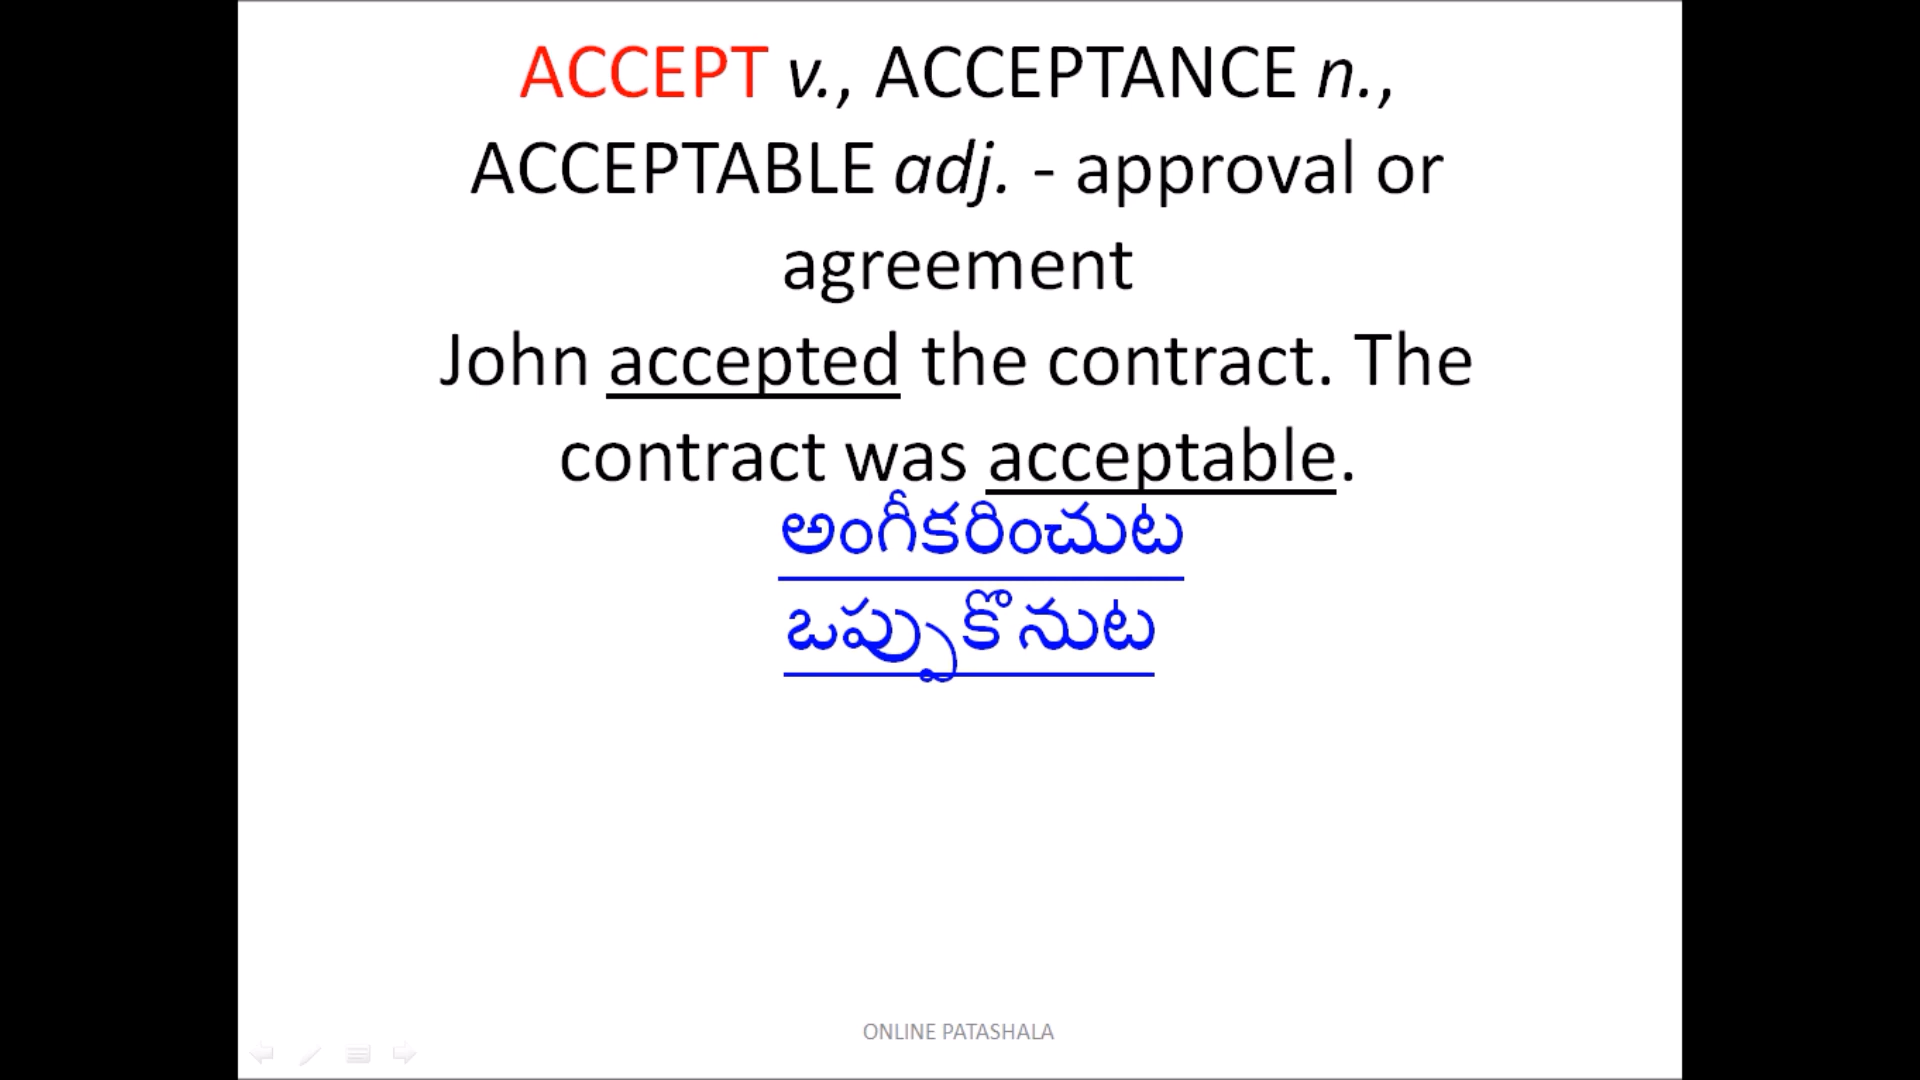 ACCEPT v., ACCEPTANCE n.,
ACCEPTABLE adj. - approval or
agreement
John accepted the contract. The
contract was acceptable.
అంగీకరించుట
ఒప్పుకొనుట
ONLINE PATASHALA